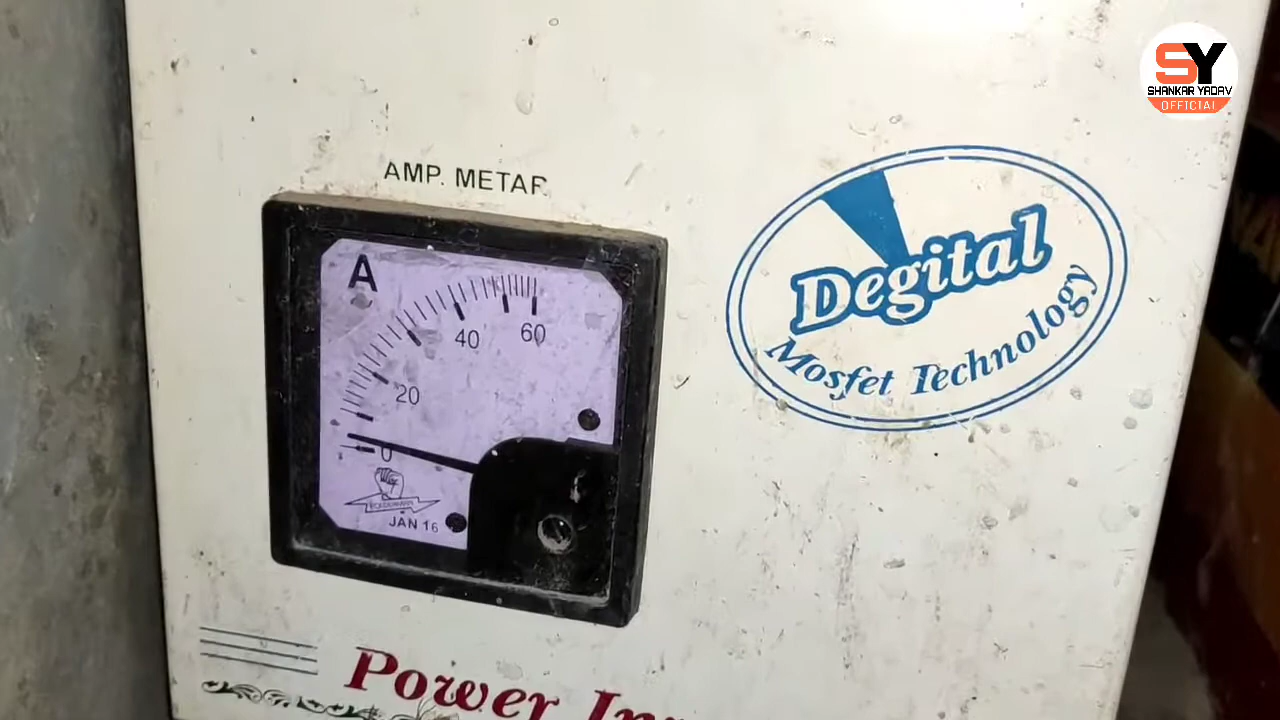 SY
SHANKAR YADAV
OFFICIAL
AMP. METAR
A
20
40
60
0
JAN 16
Degital
Mosfet Technology
Power